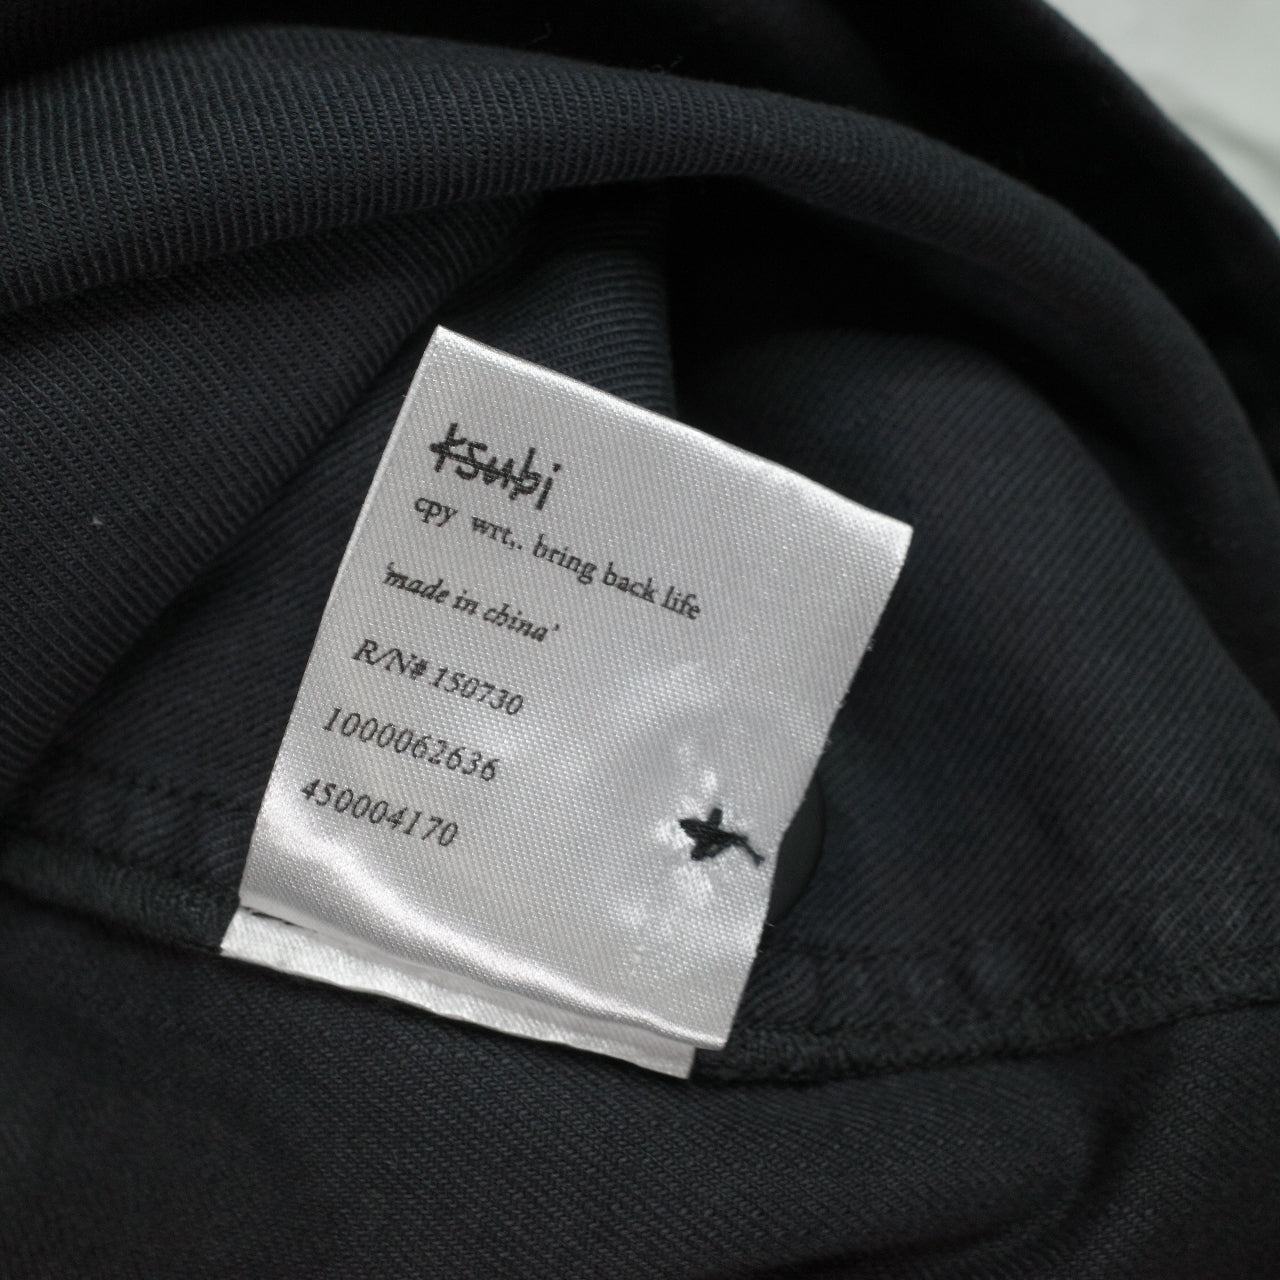 ksubi
cpy wrt,. bring back life
'made in china'
R/N# 150730
1000062636
450004170